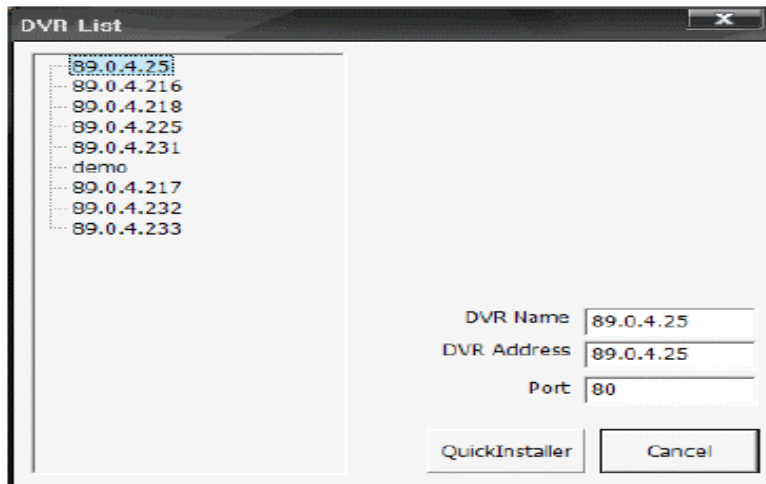 DVR List
89.0.4.25
89.0.4.216
89.0.4.218
89.0.4.225
89.0.4.231
demo
89.0.4.217
89.0.4.232
89.0.4.233
DVR Name 89.0.4.25
DVR Address 89.0.4.25
Port 80
QuickInstaller Cancel